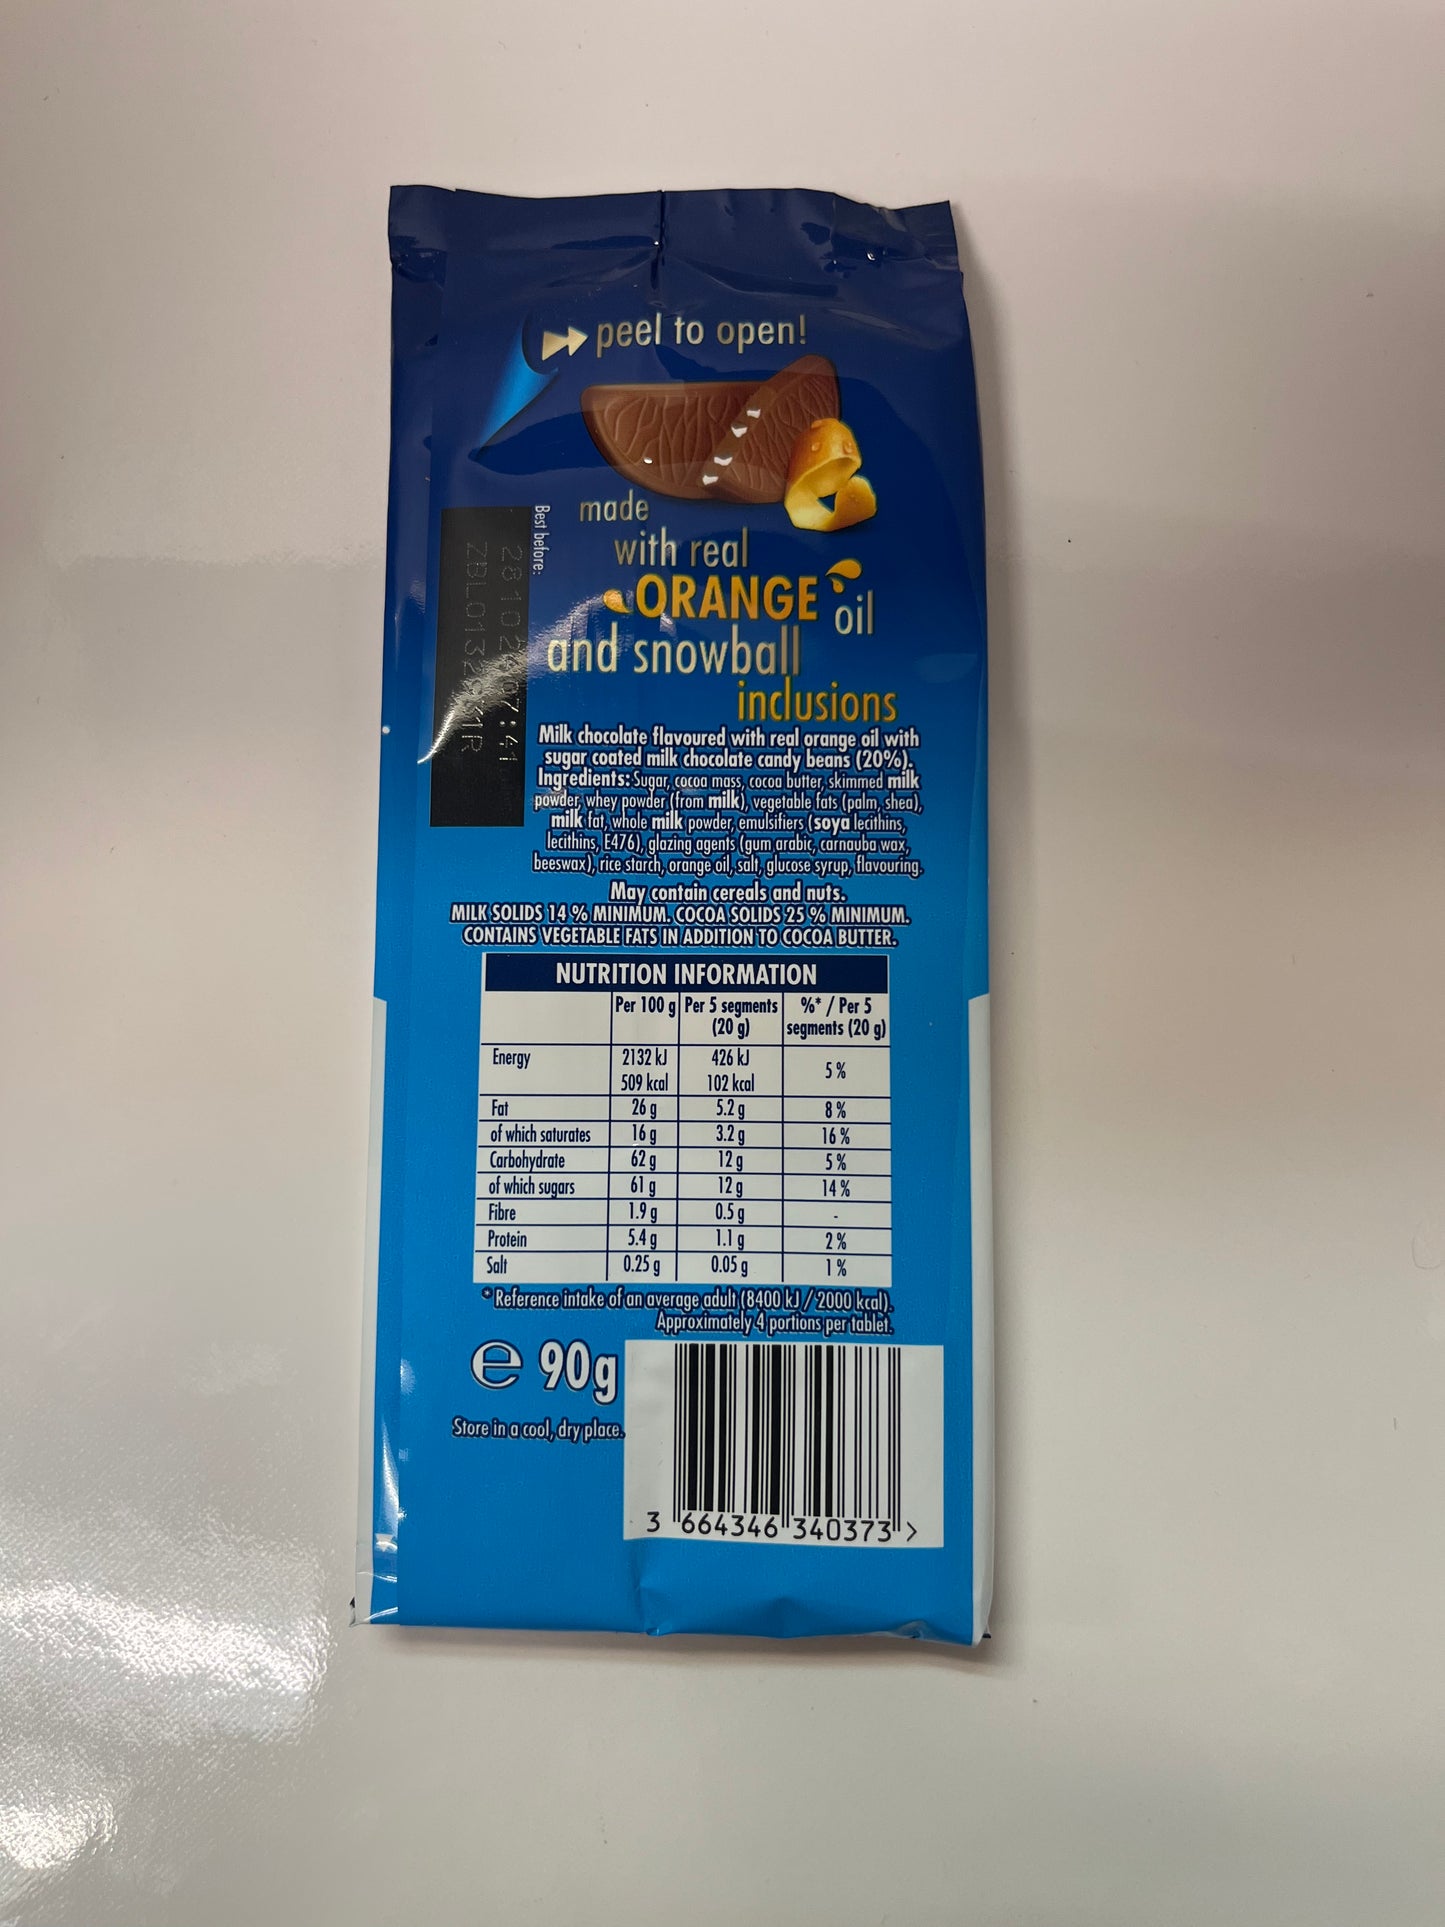 peel to open!
made
with real
ORANGE oil
and snowball
inclusions
Best before:
Milk chocolate flavoured with real orange oil with
sugar coated milk chocolate candy beans (20%).
Ingredients: Sugar, cocoa mass, cocoa butter, skimmed milk
powder, whey powder (from milk), vegetable fats (palm, shea),
milk fat, whole milk powder, emulsifiers (soya lecithins,
lecithins, E476), glazing agents (gum arabic, carnauba wax,
beeswax), rice starch, orange oil, salt, glucose syrup, flavouring.
May contain cereals and nuts.
MILK SOLIDS 14 % MINIMUM. COCOA SOLIDS 25 % MINIMUM.
CONTAINS VEGETABLE FATS IN ADDITION TO COCOA BUTTER.
NUTRITION INFORMATION
Per 100 g Per 5 segments (20 g) %* / Per 5 segments (20 g)
Energy 2132 kJ 426 kJ 5 %
509 kcal 102 kcal
Fat 26 g 5.2 g 8 %
of which saturates 16 g 3.2 g 16 %
Carbohydrate 62 g 12 g 5 %
of which sugars 61 g 12 g 14 %
Fibre 1.9 g 0.5 g -
Protein 5.4 g 1.1 g 2 %
Salt 0.25 g 0.05 g 1 %
* Reference intake of an average adult (8400 kJ / 2000 kcal).
Approximately 4 portions per tablet.
e 90g
Store in a cool, dry place.
3 664346 340373 >